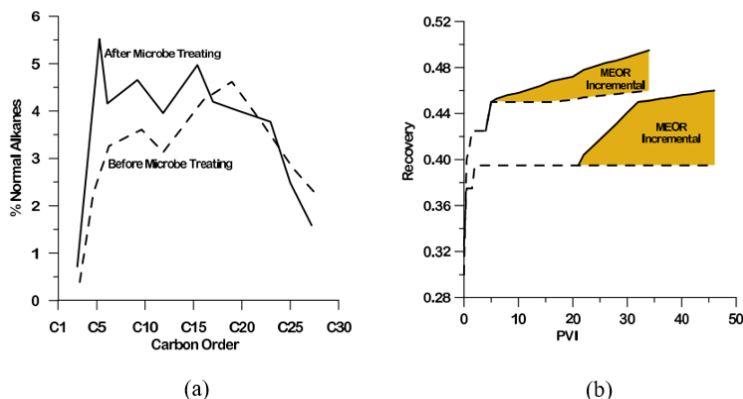 6
5
4
3
2
1
0
% Normal Alkanes
After Microbe Treating
Before Microbe Treating
C1 C5 C10 C15 C20 C25 C30
Carbon Order
(a)
0.52
0.48
0.44
0.40
0.36
0.32
0.28
Recovery
MEOR
Incremental
MEOR
Incremental
0 10 20 30 40 50
PVI
(b)